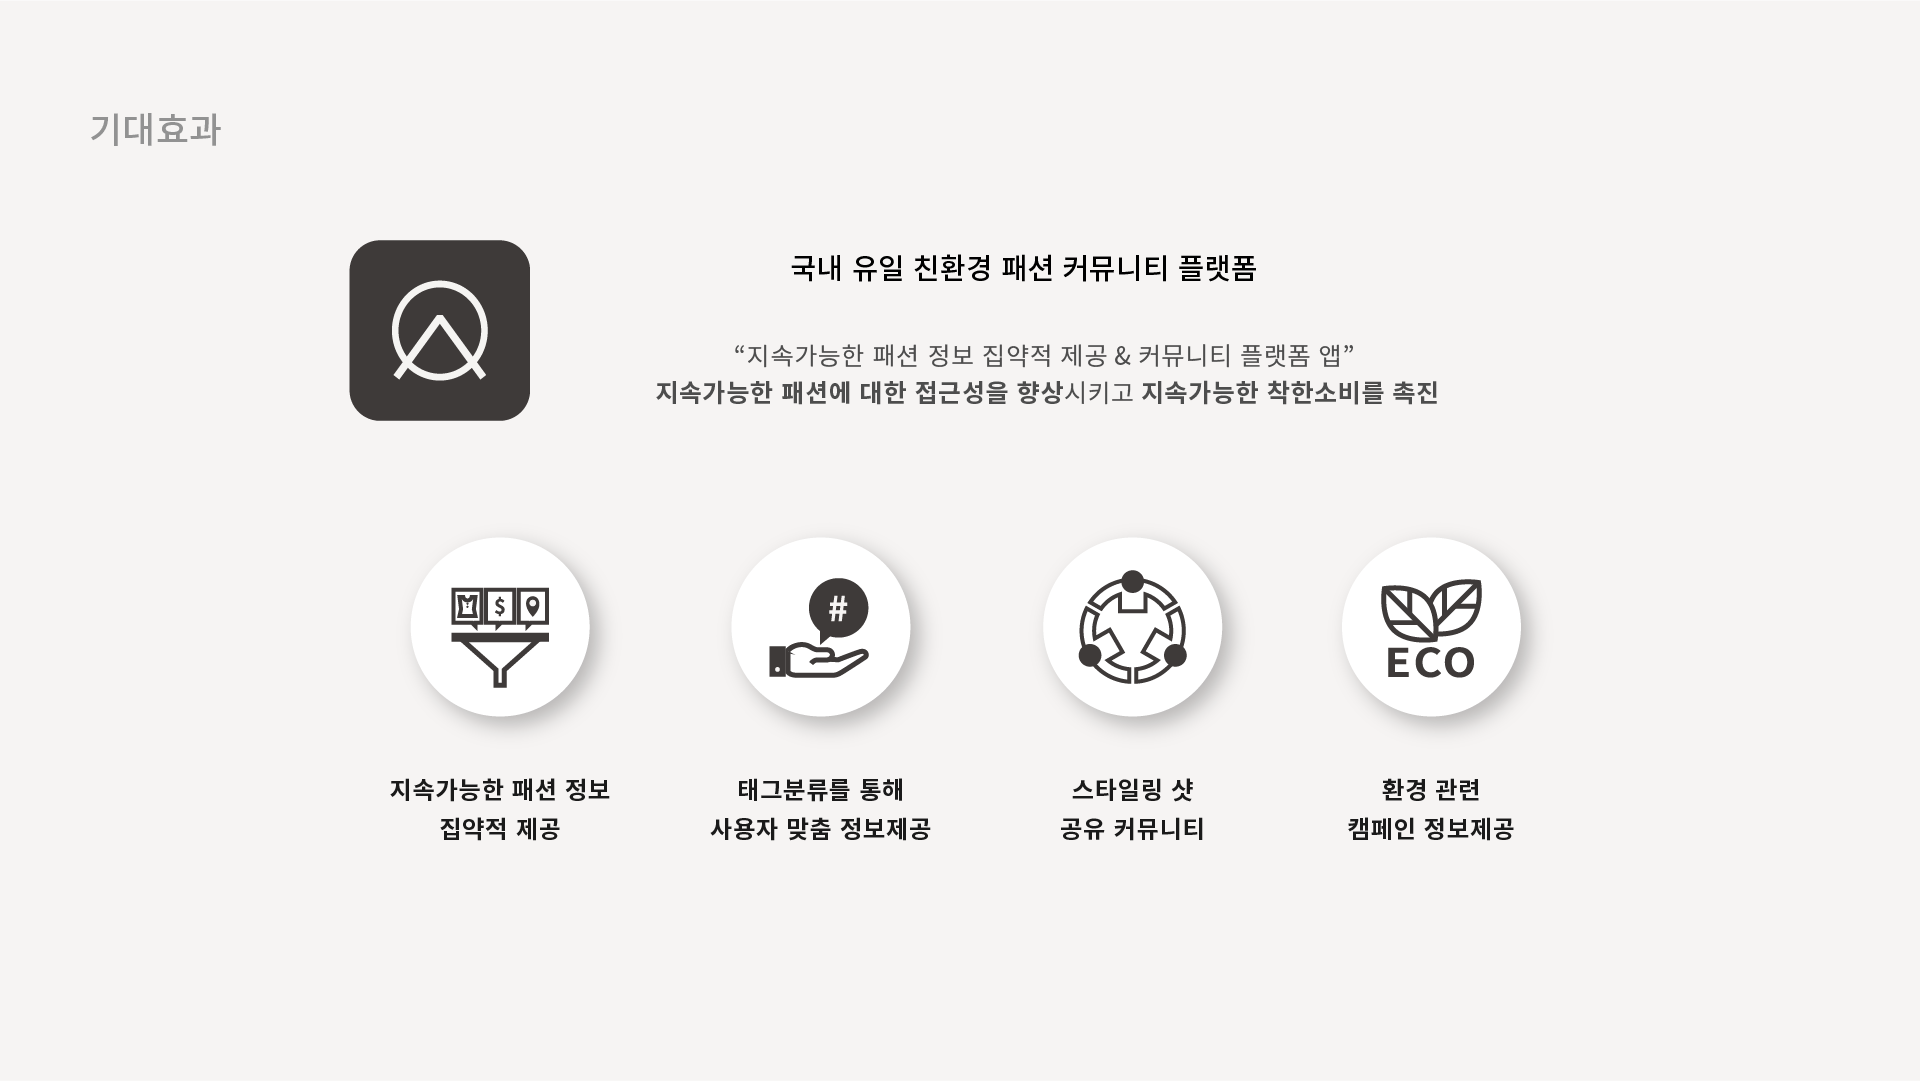 기대효과
국내 유일 친환경 패션 커뮤니티 플랫폼
“지속가능한 패션 정보 집약적 제공 & 커뮤니티 플랫폼 앱”
지속가능한 패션에 대한 접근성을 향상시키고 지속가능한 착한소비를 촉진
$
#
ECO
지속가능한 패션 정보
집약적 제공
태그분류를 통해
사용자 맞춤 정보제공
스타일링 샷
공유 커뮤니티
환경 관련
캠페인 정보제공